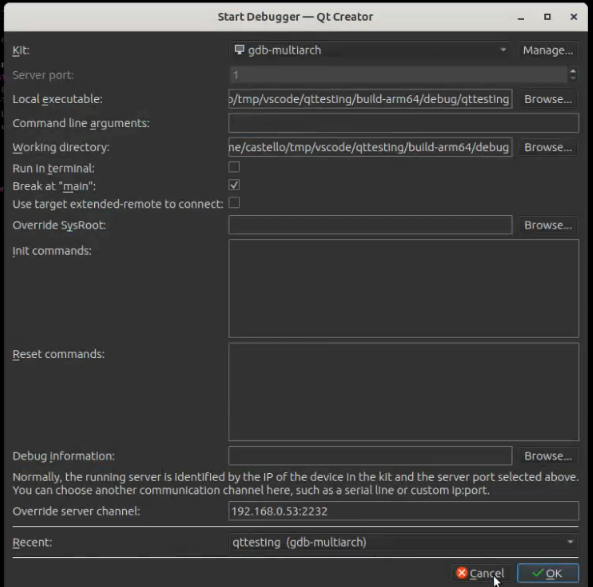 Start Debugger — Qt Creator
Kit: gdb-multiarch Manage...
Server port: 1
Local executable: o/tmp/vscode/qttesting/build-arm64/debug/qttesting Browse...
Command line arguments:
Working directory: ne/castello/tmp/vscode/qttesting/build-arm64/debug Browse...
Run in terminal:
Break at "main":
Use target extended-remote to connect:
Override SysRoot: Browse...
Init commands:
Reset commands:
Debug information: Browse...
Normally, the running server is identified by the IP of the device in the kit and the server port selected above.
You can choose another communication channel here, such as a serial line or custom ip:port.
Override server channel: 192.168.0.53:2232
Recent: qttesting (gdb-multiarch)
Cancel OK